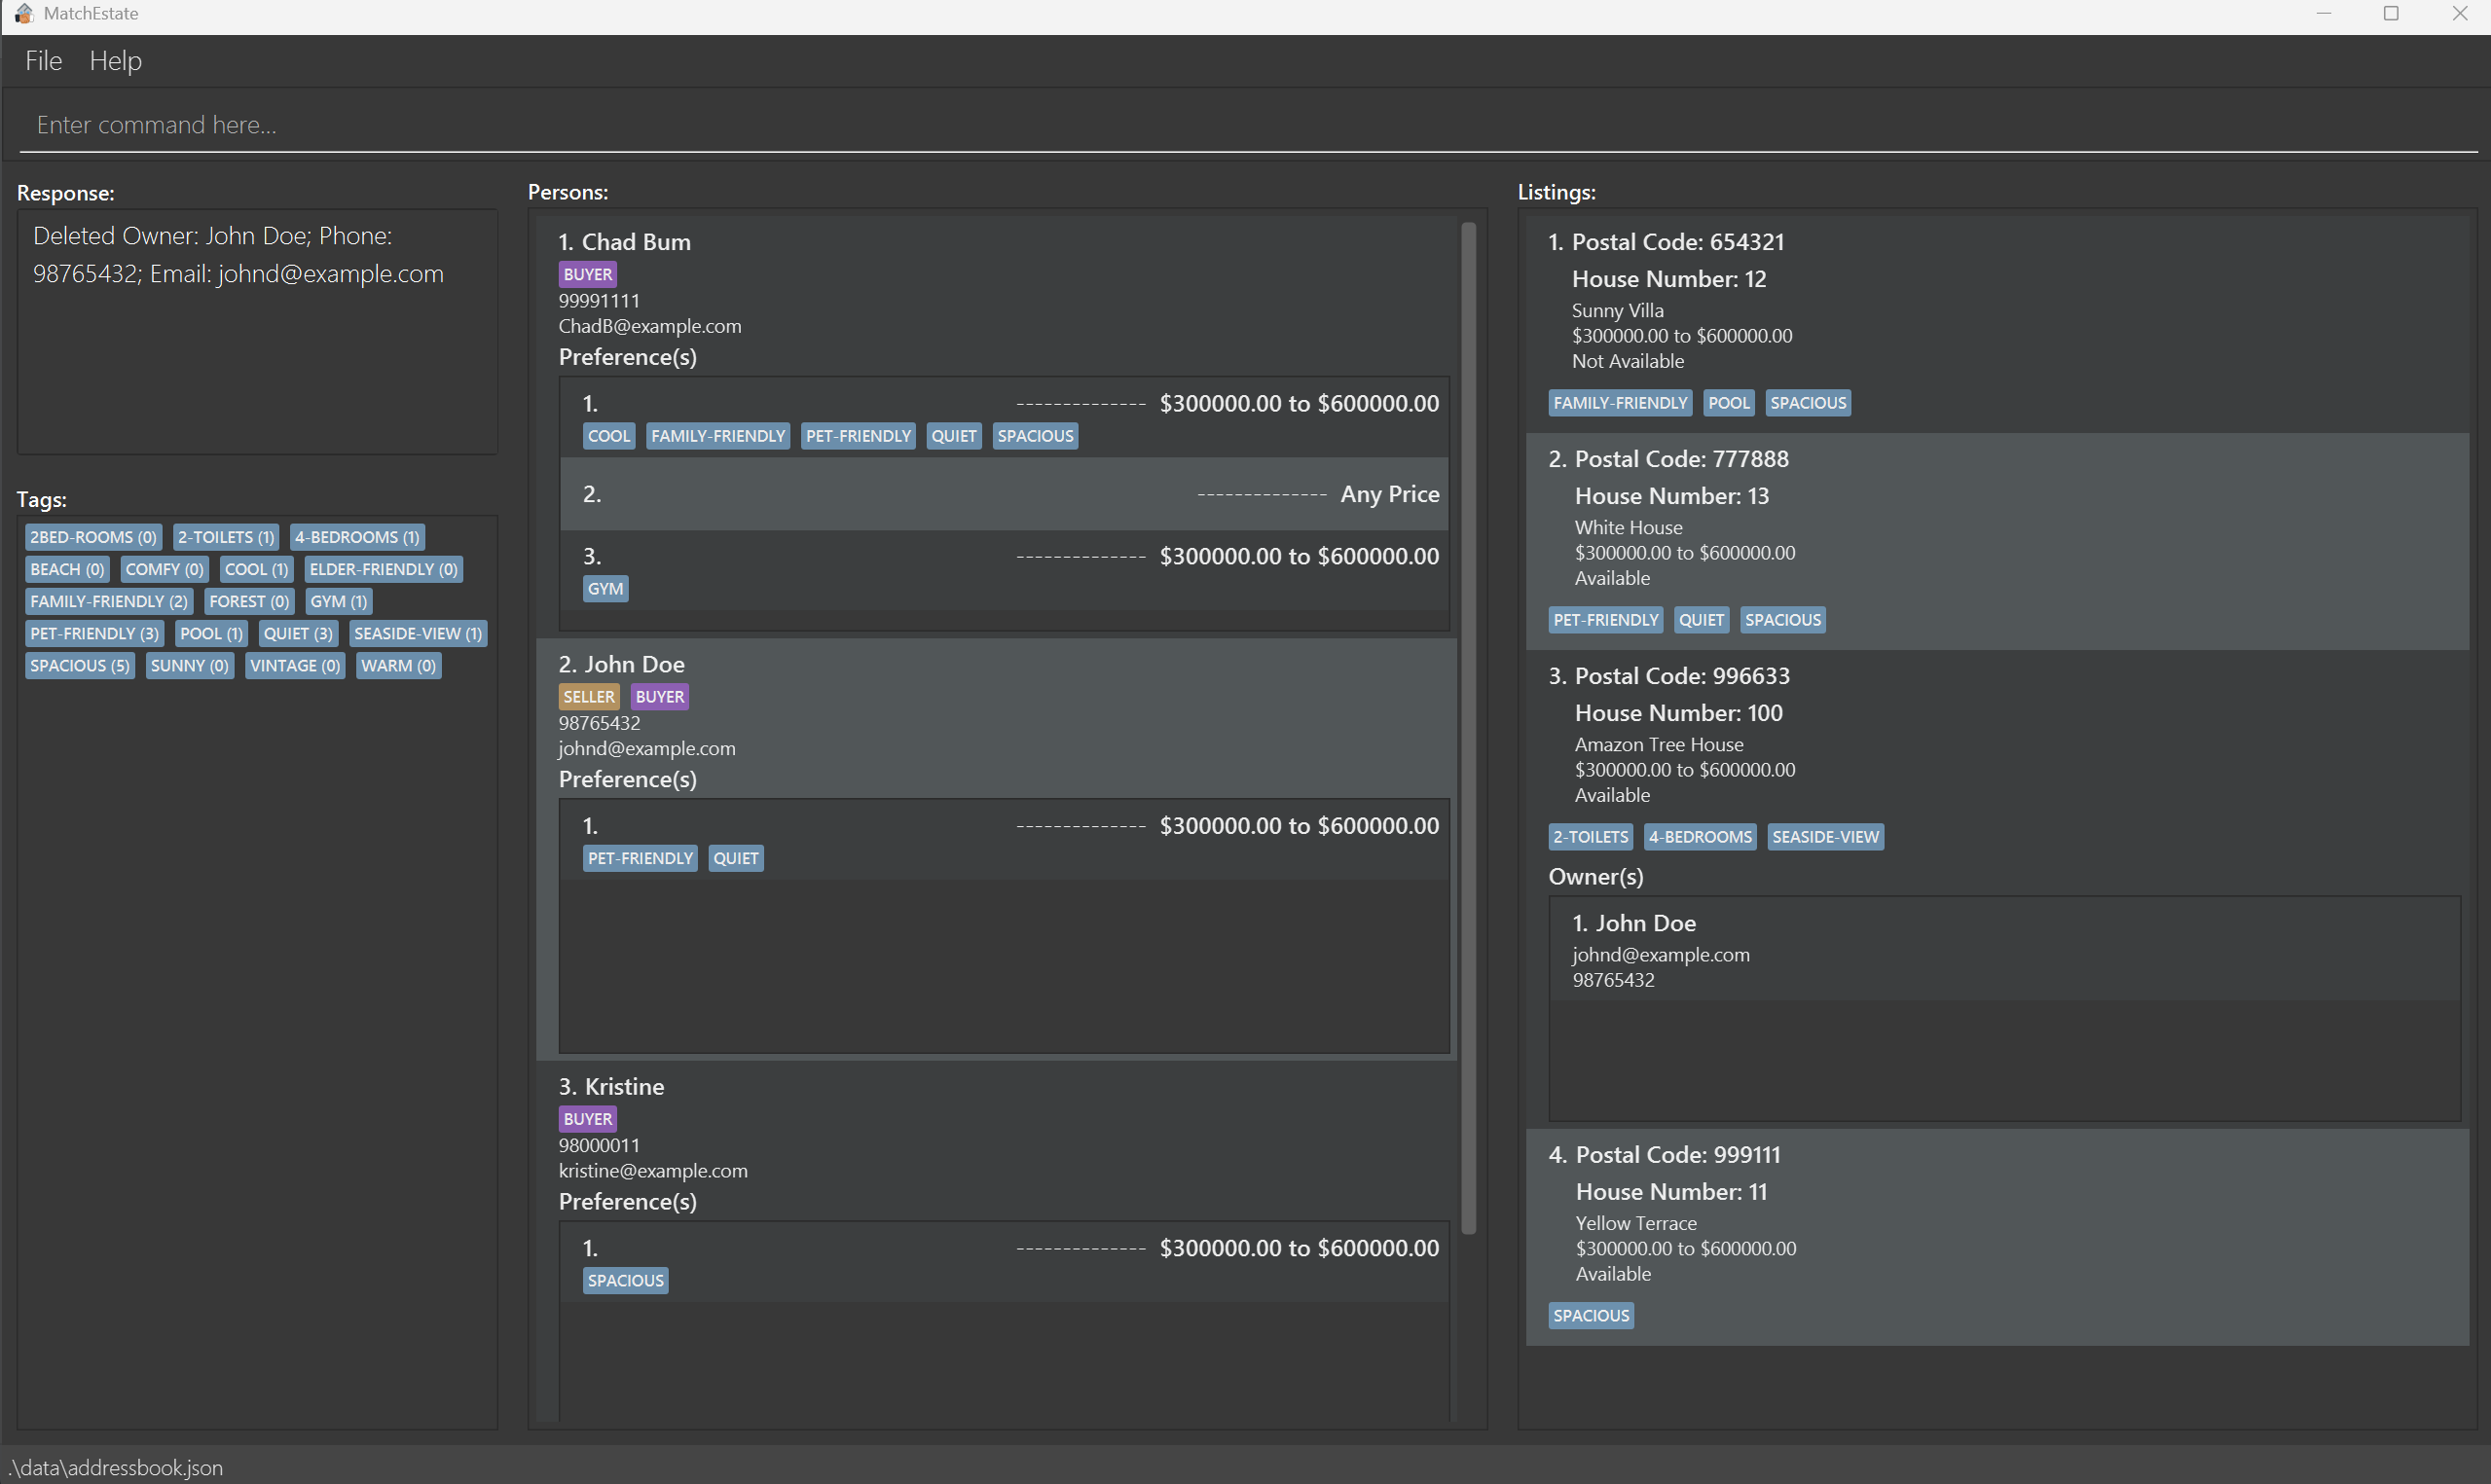 MatchEstate
File Help
Enter command here...
Response:
Deleted Owner: John Doe; Phone:
98765432; Email: johnd@example.com
Tags:
2BED-ROOMS (0) 2-TOILETS (1) 4-BEDROOMS (1)
BEACH (0) COMFY (0) COOL (1) ELDER-FRIENDLY (0)
FAMILY-FRIENDLY (2) FOREST (0) GYM (1)
PET-FRIENDLY (3) POOL (1) QUIET (3) SEASIDE-VIEW (1)
SPACIOUS (5) SUNNY (0) VINTAGE (0) WARM (0)
Persons:
1. Chad Bum
BUYER
99991111
ChadB@example.com
Preference(s)
1. -------------- $300000.00 to $600000.00
COOL FAMILY-FRIENDLY PET-FRIENDLY QUIET SPACIOUS
2. -------------- Any Price
3. -------------- $300000.00 to $600000.00
GYM
2. John Doe
SELLER BUYER
98765432
johnd@example.com
Preference(s)
1. -------------- $300000.00 to $600000.00
PET-FRIENDLY QUIET
3. Kristine
BUYER
98000011
kristine@example.com
Preference(s)
1. -------------- $300000.00 to $600000.00
SPACIOUS
Listings:
1. Postal Code: 654321
House Number: 12
Sunny Villa
$300000.00 to $600000.00
Not Available
FAMILY-FRIENDLY POOL SPACIOUS
2. Postal Code: 777888
House Number: 13
White House
$300000.00 to $600000.00
Available
PET-FRIENDLY QUIET SPACIOUS
3. Postal Code: 996633
House Number: 100
Amazon Tree House
$300000.00 to $600000.00
Available
2-TOILETS 4-BEDROOMS SEASIDE-VIEW
Owner(s)
1. John Doe
johnd@example.com
98765432
4. Postal Code: 999111
House Number: 11
Yellow Terrace
$300000.00 to $600000.00
Available
SPACIOUS
.\data\addressbook.json